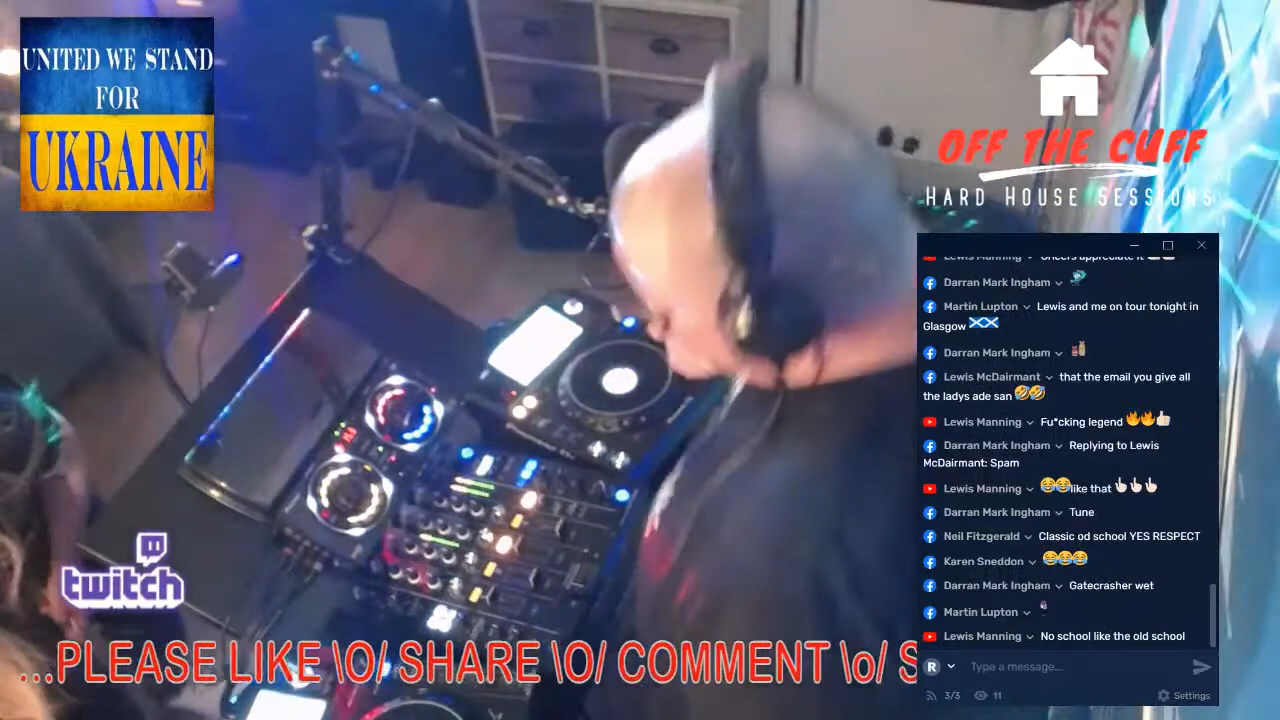 UNITED WE STAND
FOR
UKRAINE
OFF THE CUFF
HARD HOUSE SESSIONS
Lewis Manning Cheers appreciate it
Darran Mark Ingham
Martin Lupton Lewis and me on tour tonight in
Glasgow
Darran Mark Ingham
Lewis McDairmant that the email you give all
the ladys ade san
Lewis Manning Fu*cking legend
Darran Mark Ingham Replying to Lewis
McDairmant: Spam
Lewis Manning like that
Darran Mark Ingham Tune
Neil Fitzgerald Classic od school YES RESPECT
Karen Sneddon
Darran Mark Ingham Gatecrasher wet
Martin Lupton
Lewis Manning No school like the old school
R Type a message...
3/3 11 Settings
twitch
...PLEASE LIKE \O/ SHARE \O/ COMMENT \o/ S